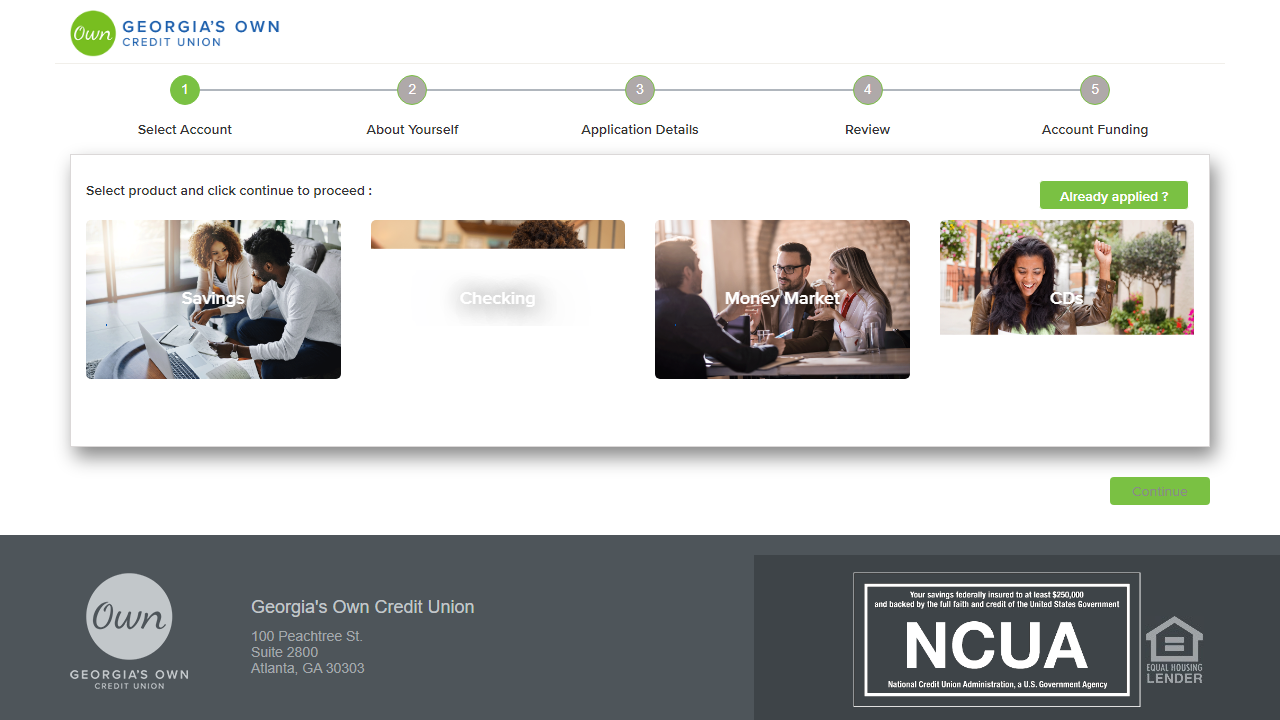 Own
GEORGIA'S OWN
CREDIT UNION
1
2
3
4
5
Select Account
About Yourself
Application Details
Review
Account Funding
Select product and click continue to proceed :
Already applied ?
Savings
Checking
Money Market
CDs
Continue
Own
GEORGIA'S OWN
CREDIT UNION
Georgia's Own Credit Union
100 Peachtree St.
Suite 2800
Atlanta, GA 30303
Your savings federally insured to at least $250,000
and backed by the full faith and credit of the United States Government
NCUA
National Credit Union Administration, a U.S. Government Agency
EQUAL HOUSING
LENDER